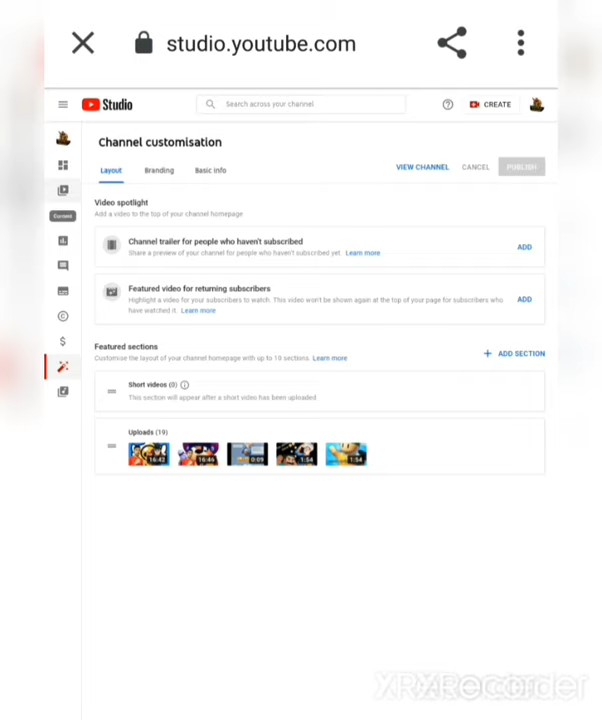 studio.youtube.com
Studio
Search across your channel
CREATE
Channel customisation
Layout
Branding
Basic info
VIEW CHANNEL
CANCEL
PUBLISH
Content
Video spotlight
Add a video to the top of your channel homepage
Channel trailer for people who haven't subscribed
Share a preview of your channel for people who haven't subscribed yet. Learn more
ADD
Featured video for returning subscribers
Highlight a video for your subscribers to watch. This video won't be shown again at the top of your page for subscribers who
have watched it. Learn more
ADD
Featured sections
Customise the layout of your channel homepage with up to 10 sections. Learn more
+ ADD SECTION
Short videos (0)
This section will appear after a short video has been uploaded
Uploads (19)
16:42
16:46
0:09
1:54
1:54